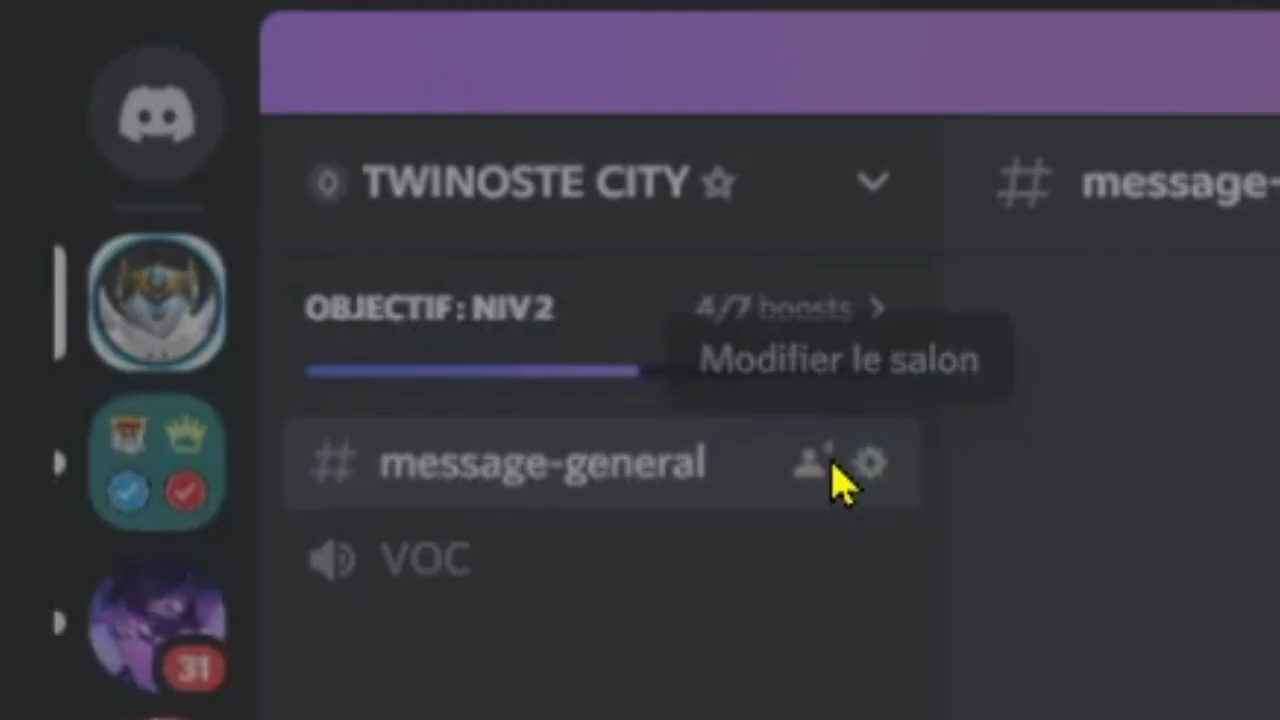 TWINOSTE CITY
# message-
OBJECTIF: NIV 2
4/7 boosts
Modifier le salon
# message-general
VOC
31